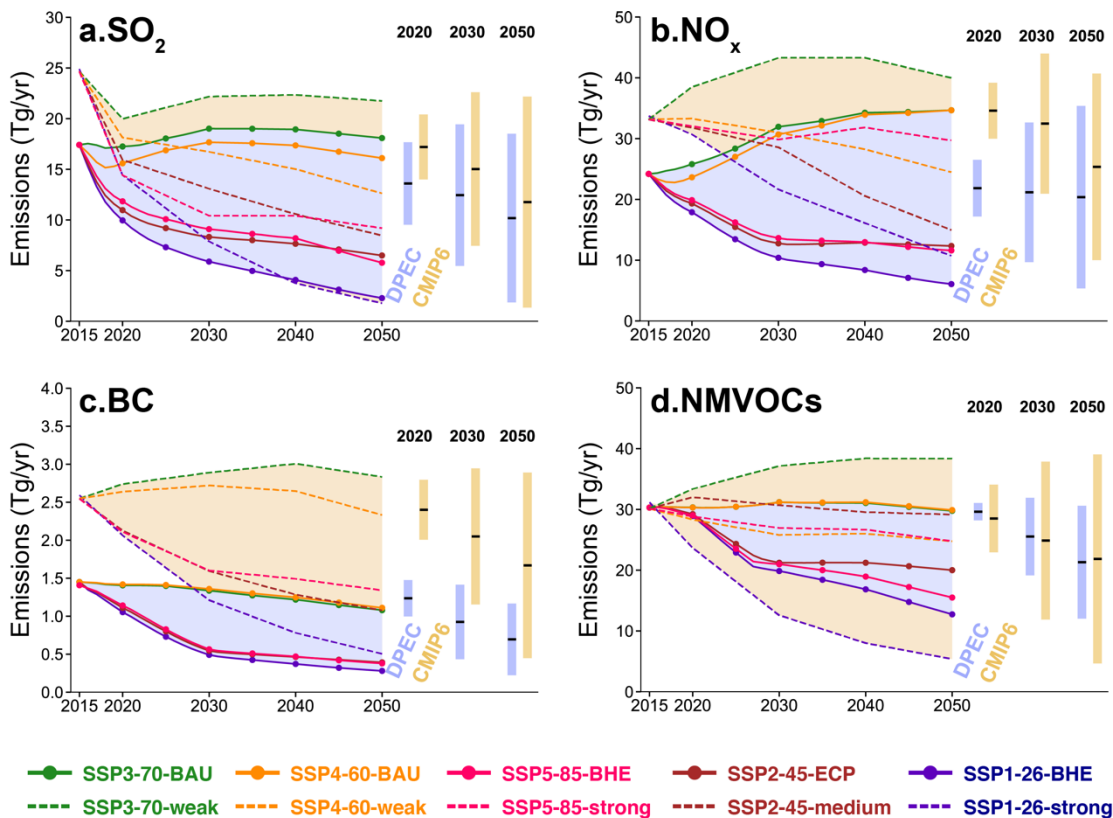 a.SO2
2020 2030 2050
Emissions (Tg/yr)
30
25
20
15
10
5
0
2015 2020 2030 2040 2050
DPEC
CMIP6
b.NOx
2020 2030 2050
Emissions (Tg/yr)
50
40
30
20
10
0
2015 2020 2030 2040 2050
DPEC
CMIP6
c.BC
2020 2030 2050
Emissions (Tg/yr)
4.0
3.5
3.0
2.5
2.0
1.5
1.0
0.5
0.0
2015 2020 2030 2040 2050
DPEC
CMIP6
d.NMVOCs
2020 2030 2050
Emissions (Tg/yr)
50
40
30
20
10
0
2015 2020 2030 2040 2050
DPEC
CMIP6
SSP3-70-BAU SSP4-60-BAU SSP5-85-BHE SSP2-45-ECP SSP1-26-BHE
SSP3-70-weak SSP4-60-weak SSP5-85-strong SSP2-45-medium SSP1-26-strong